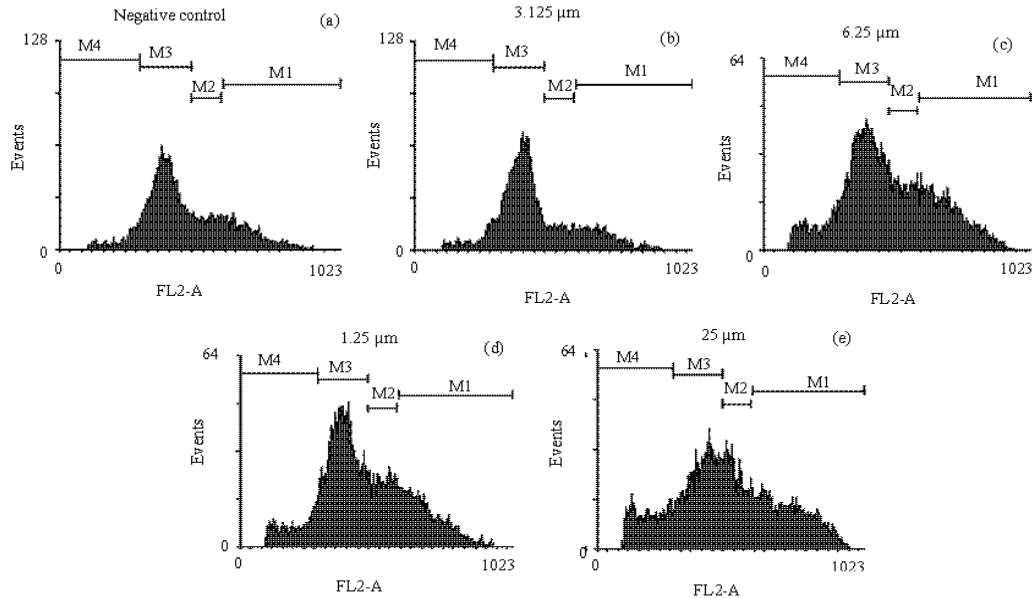 Negative control
(a)
128
M4
M3
M2
M1
Events
0
0
1023
FL2-A
3.125 μm
(b)
128
M4
M3
M2
M1
Events
0
0
1023
FL2-A
6.25 μm
(c)
64
M4
M3
M2
M1
Events
0
0
1023
FL2-A
1.25 μm
(d)
64
M4
M3
M2
M1
Events
0
0
1023
FL2-A
25 μm
(e)
64
M4
M3
M2
M1
Events
0
0
1023
FL2-A